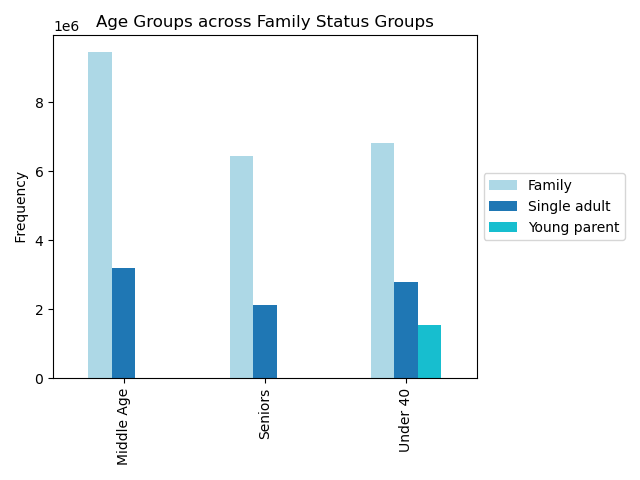 Age Groups across Family Status Groups
1e6
8
6
4
2
0
Frequency
Middle Age
Seniors
Under 40
Family
Single adult
Young parent